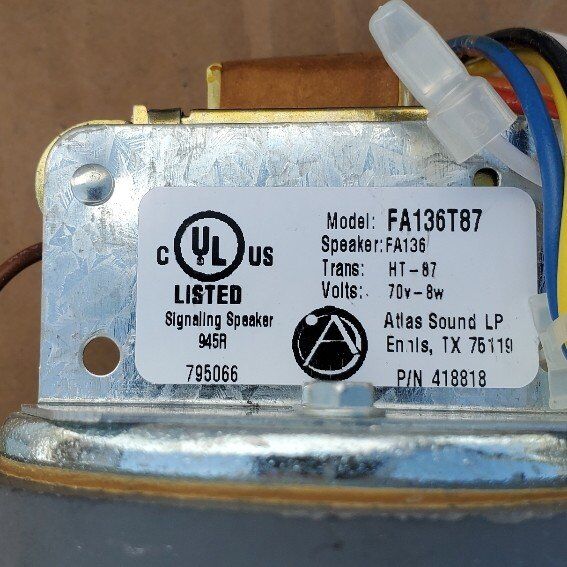 C UL US
LISTED
Signaling Speaker
945R
795066
Model: FA136T87
Speaker: FA136
Trans: HT-87
Volts: 70v-8w
A
Atlas Sound LP
Ennis, TX 75119
P/N 418818